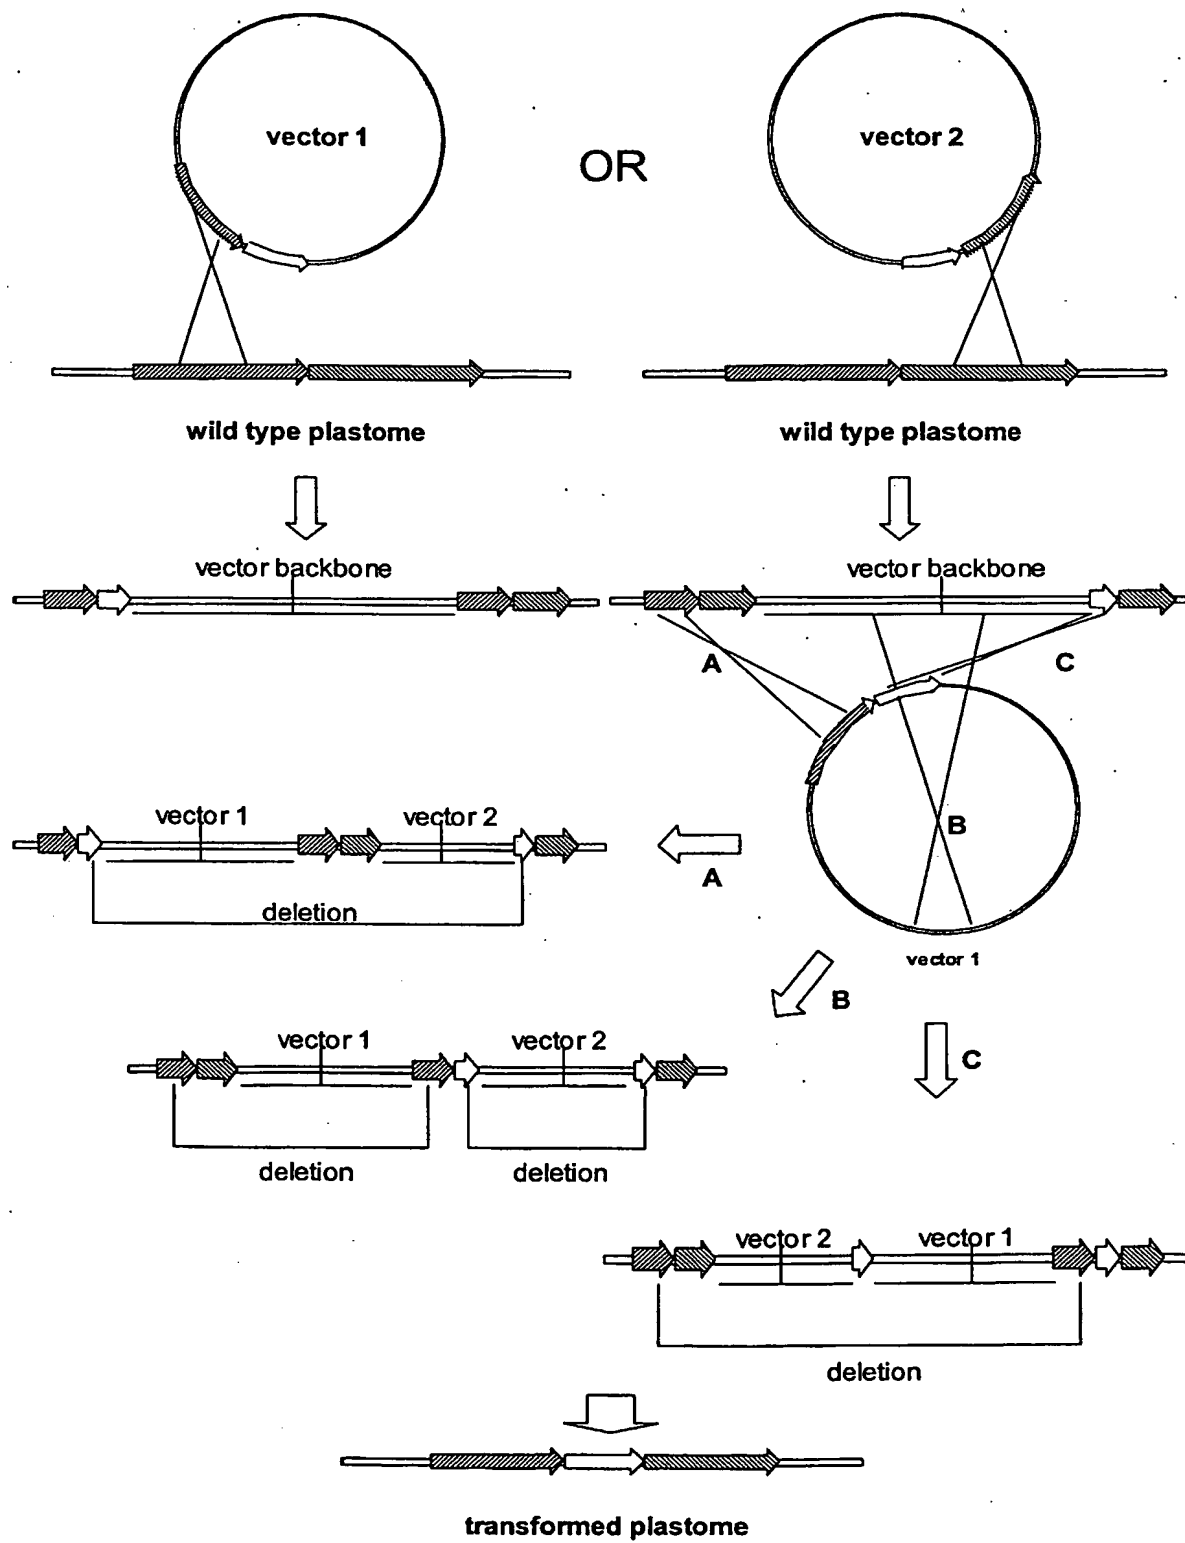 vector 1
vector 2
OR
wild type plastome
wild type plastome
vector backbone
vector backbone
A
C
B
vector 1
vector 1
vector 2
A
deletion
B
vector 1
vector 2
C
deletion
deletion
vector 2
vector 1
deletion
transformed plastome